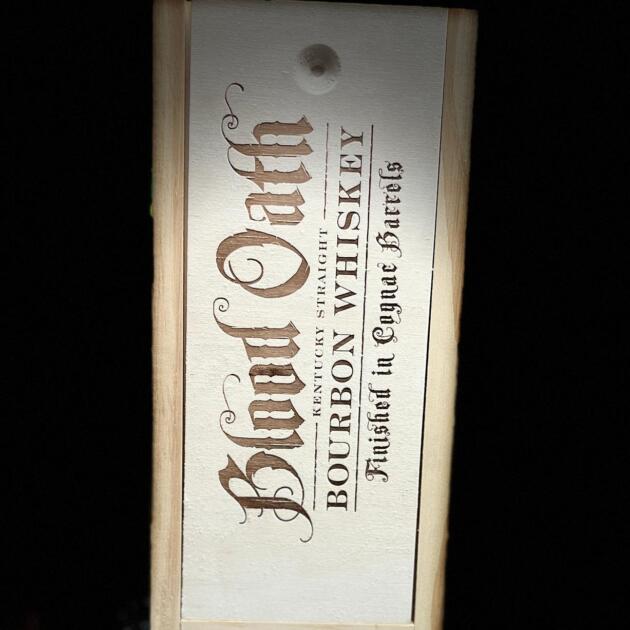 Blood Oath
KENTUCKY STRAIGHT
BOURBON WHISKEY
Finished in Cognac Barrels